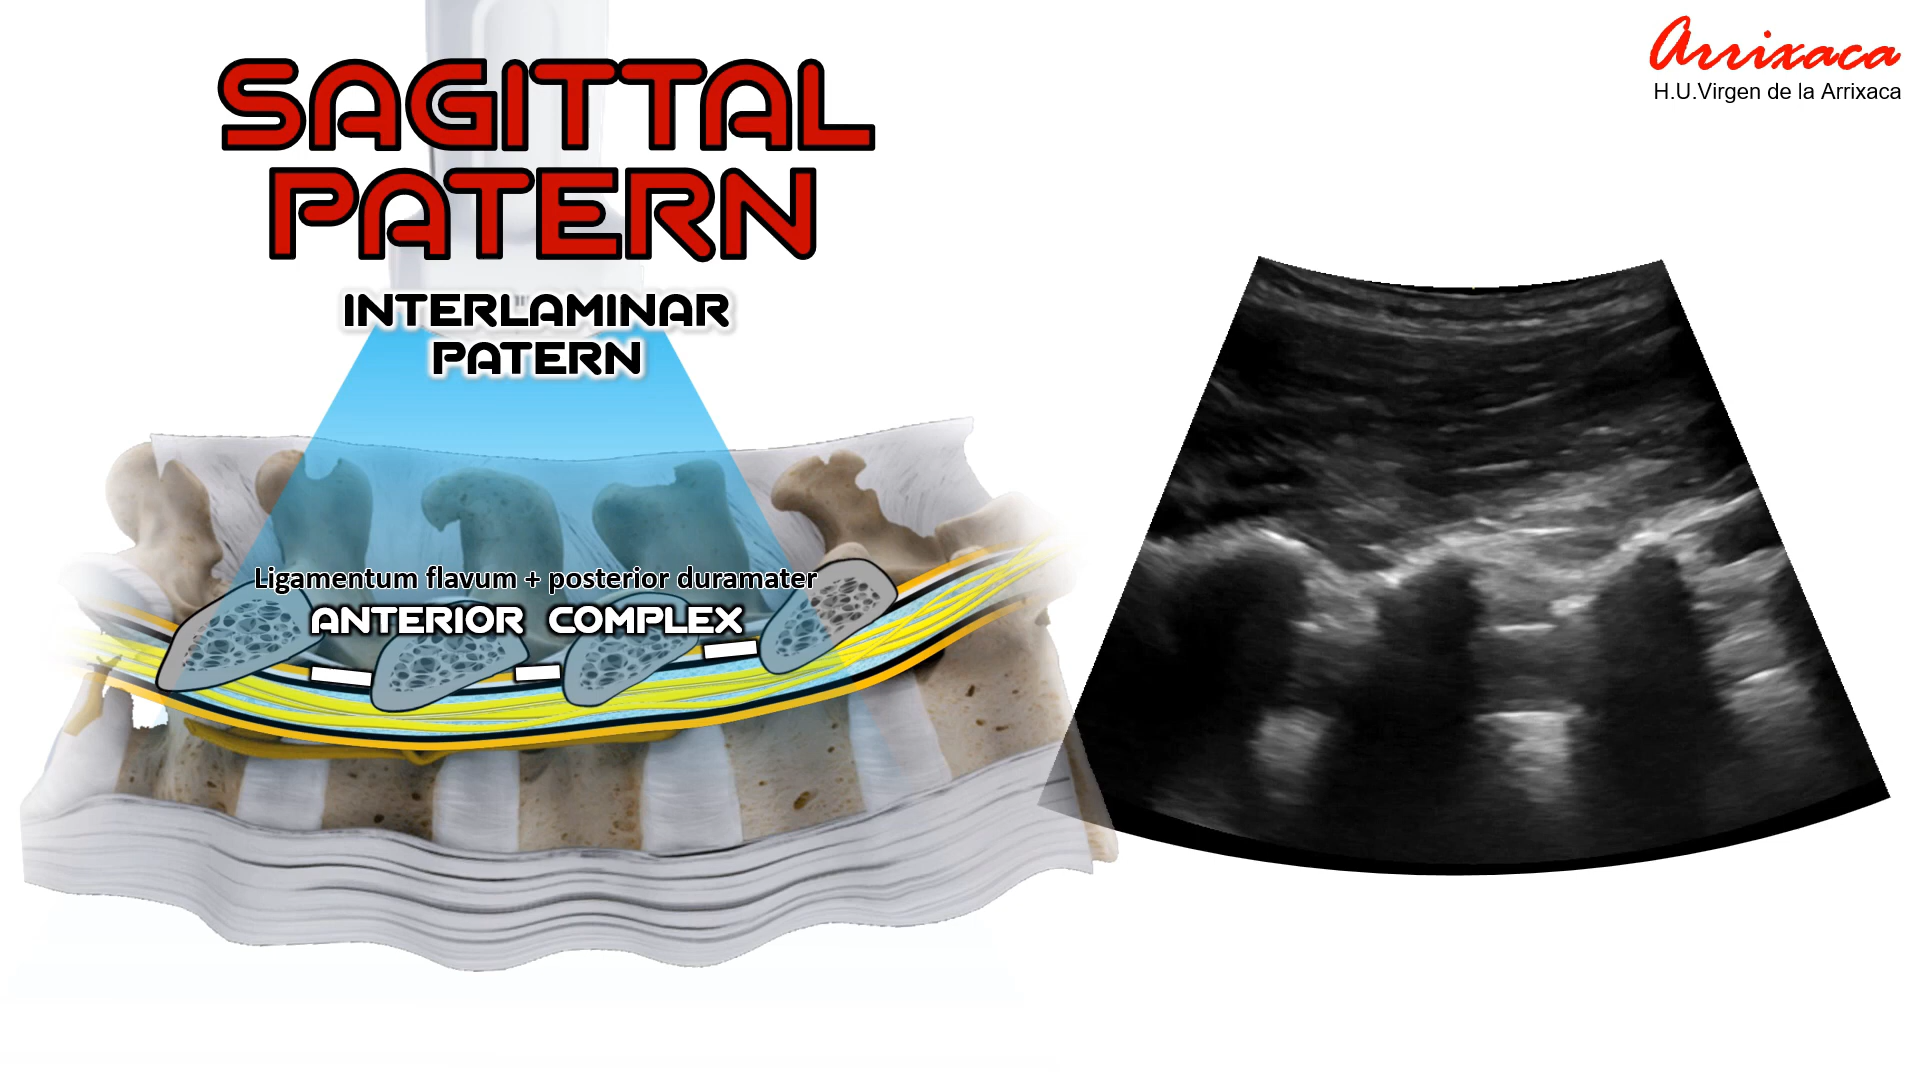 SAGITTAL
PATERN
INTERLAMINAR
PATERN
Ligamentum flavum + posterior duramater
ANTERIOR COMPLEX
Arrixaca
H.U.Virgen de la Arrixaca